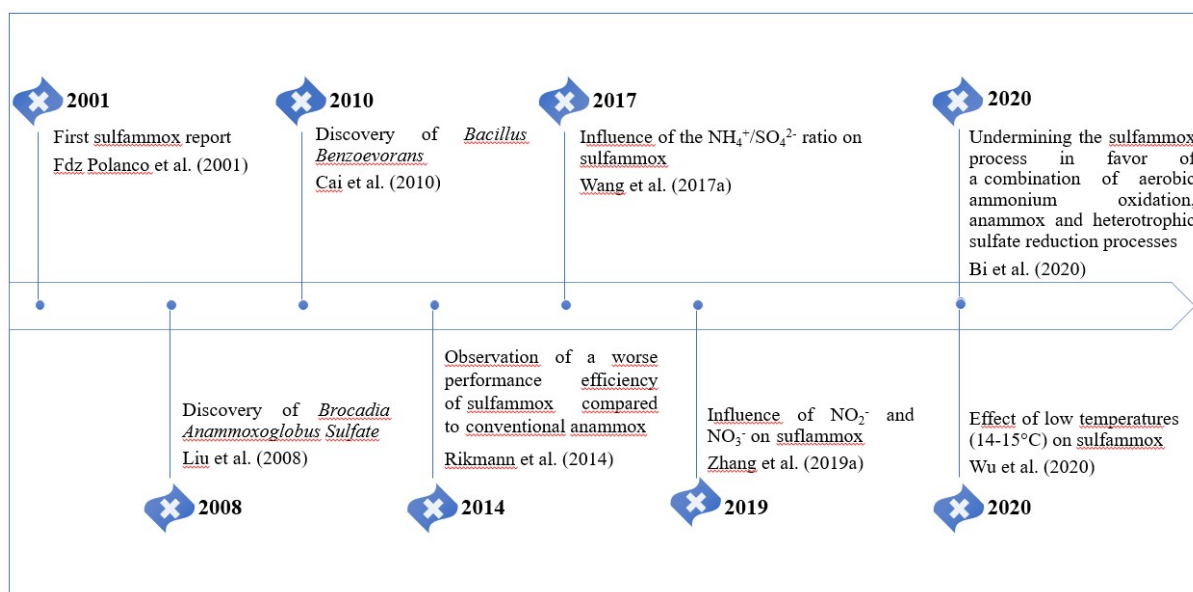 2001
First sulfammox report
Fdz Polanco et al. (2001)
2010
Discovery of Bacillus
Benzoevorans
Cai et al. (2010)
2017
Influence of the NH₄⁺/SO₄²⁻ ratio on
sulfammox
Wang et al. (2017a)
2020
Undermining the sulfammox
process in favor of
a combination of aerobic
ammonium oxidation,
anammox and heterotrophic
sulfate reduction processes
Bi et al. (2020)
Discovery of Brocadia
Anammoxoglobus Sulfate
Liu et al. (2008)
2008
Observation of a worse
performance efficiency
of sulfammox compared
to conventional anammox
Rikmann et al. (2014)
2014
Influence of NO₂⁻ and
NO₃⁻ on suflammox
Zhang et al. (2019a)
2019
Effect of low temperatures
(14-15°C) on sulfammox
Wu et al. (2020)
2020